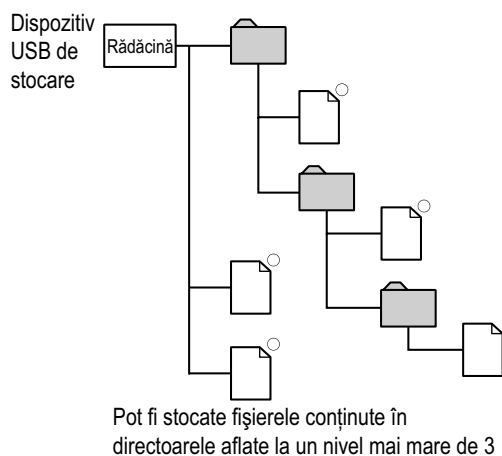 Dispozitiv
USB de
stocare
Rădăcină
Pot fi stocate fişierele conţinute în
directoarele aflate la un nivel mai mare de 3